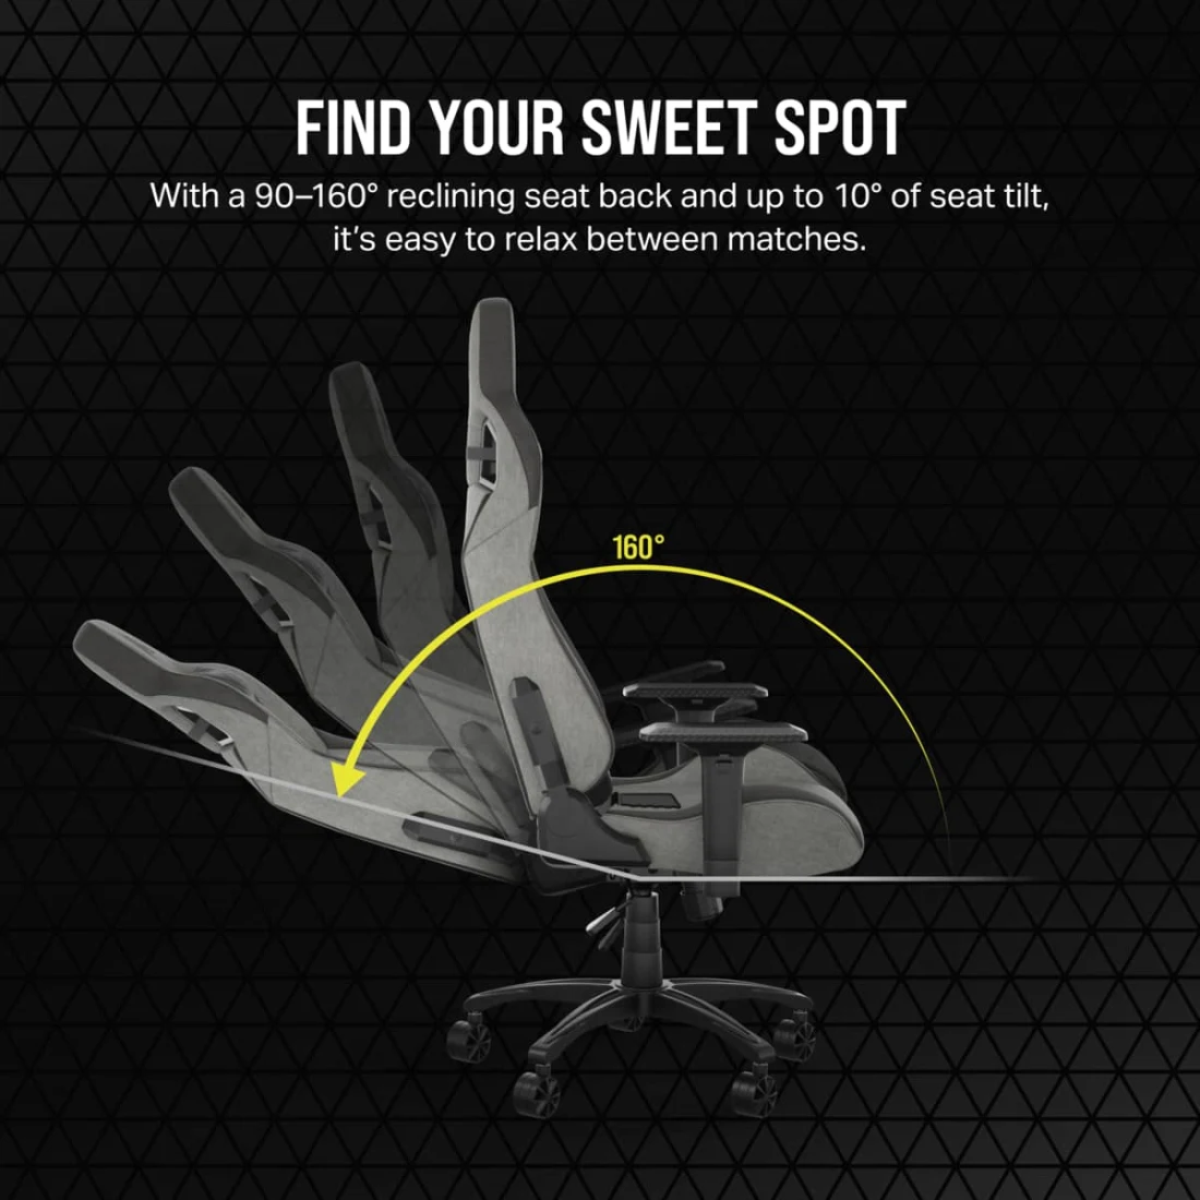 FIND YOUR SWEET SPOT
With a 90–160° reclining seat back and up to 10° of seat tilt,
it's easy to relax between matches.
160°